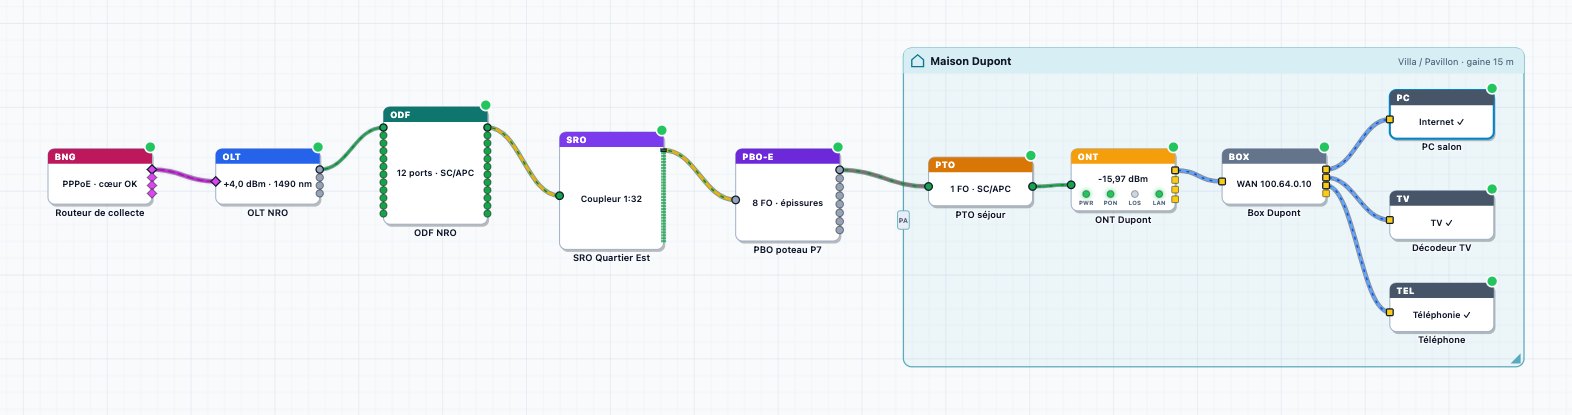 BNG
PPPoE · cœur OK
Routeur de collecte
OLT
+4,0 dBm · 1490 nm
OLT NRO
ODF
12 ports · SC/APC
ODF NRO
SRO
Coupleur 1:32
SRO Quartier Est
PBO-E
8 FO · épissures
PBO poteau P7
Maison Dupont
Villa / Pavillon · gaine 15 m
PA
PTO
1 FO · SC/APC
PTO séjour
ONT
-15,97 dBm
PWR PON LOS LAN
ONT Dupont
BOX
WAN 100.64.0.10
Box Dupont
PC
Internet ✓
PC salon
TV
TV ✓
Décodeur TV
TEL
Téléphonie ✓
Téléphone